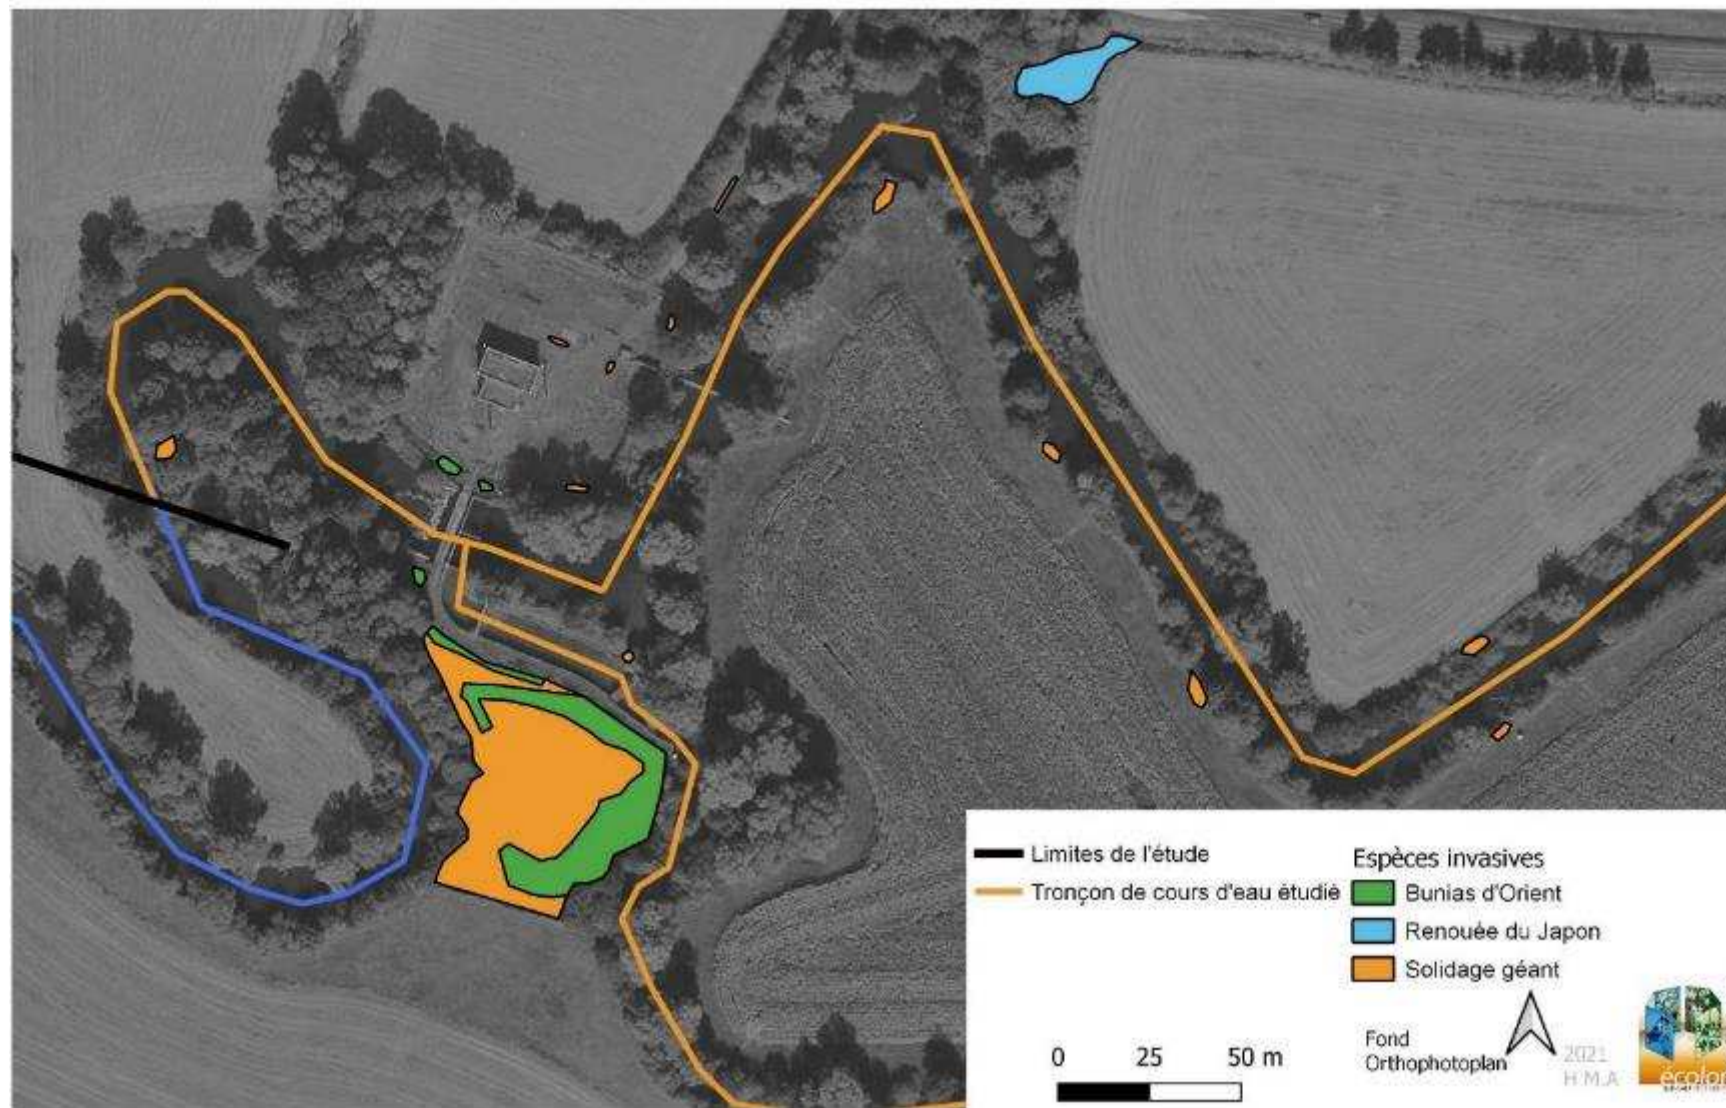 Limites de l'étude
Tronçon de cours d'eau étudié
Espèces invasives
Bunias d'Orient
Renouée du Japon
Solidage géant
0 25 50 m
Fond
Orthophotoplan
2021
H.M.A
écolor